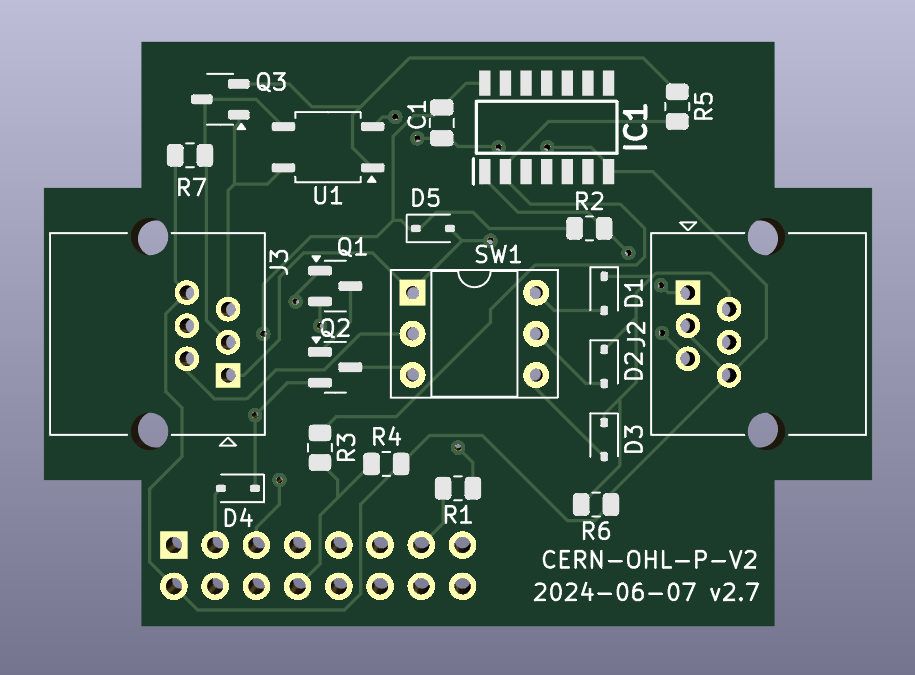 Q3
C1
IC1
R5
R7
U1
D5
R2
J3
Q1
SW1
D1
Q2
J2
D2
R3
R4
D3
D4
R1
R6
CERN-OHL-P-V2
2024-06-07 v2.7